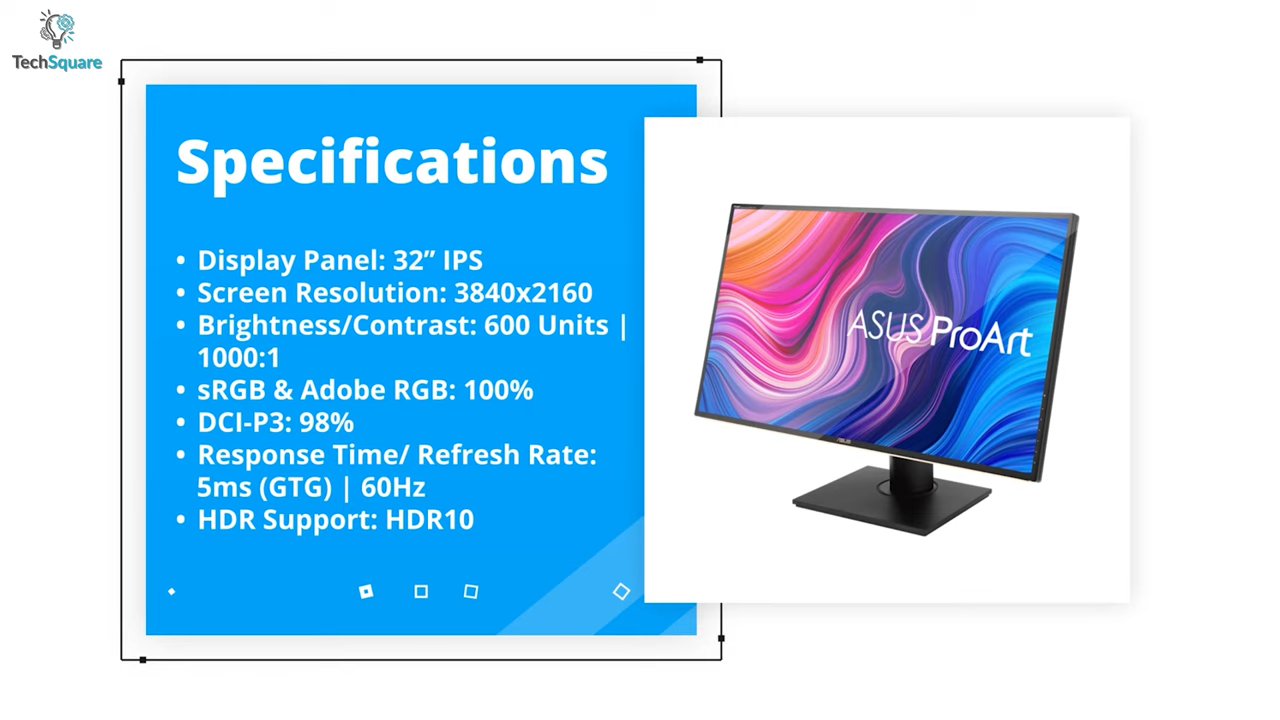 TechSquare
Specifications
• Display Panel: 32” IPS
• Screen Resolution: 3840x2160
• Brightness/Contrast: 600 Units |
1000:1
• sRGB & Adobe RGB: 100%
• DCI-P3: 98%
• Response Time/ Refresh Rate:
5ms (GTG) | 60Hz
• HDR Support: HDR10
ASUS ProArt
ASUS